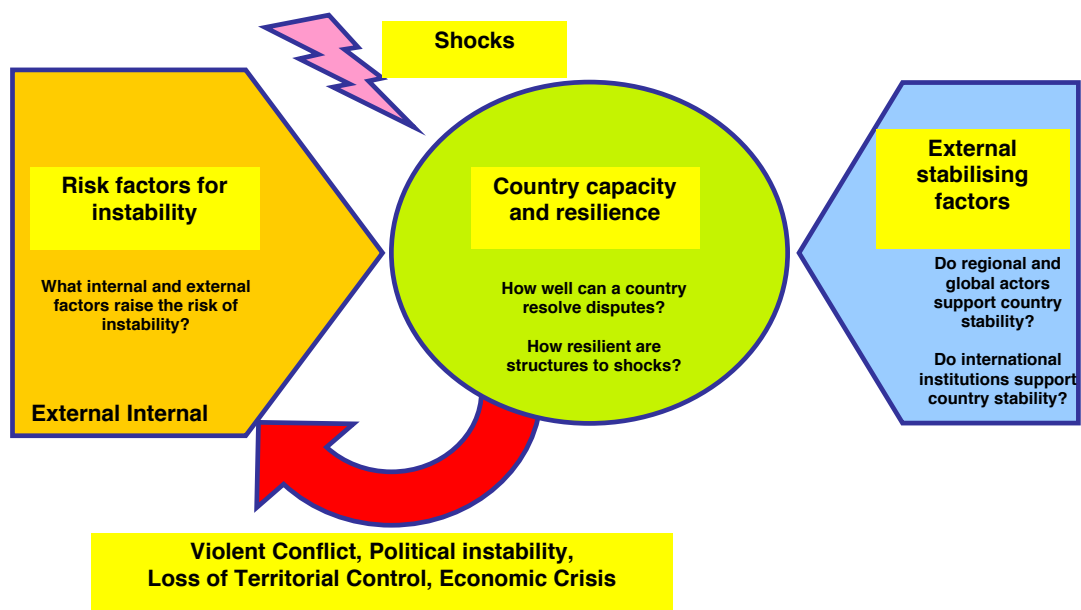 Shocks
Risk factors for
instability
What internal and external
factors raise the risk of
instability?
External Internal
Country capacity
and resilience
How well can a country
resolve disputes?
How resilient are
structures to shocks?
External
stabilising
factors
Do regional and
global actors
support country
stability?
Do international
institutions support
country stability?
Violent Conflict, Political instability,
Loss of Territorial Control, Economic Crisis